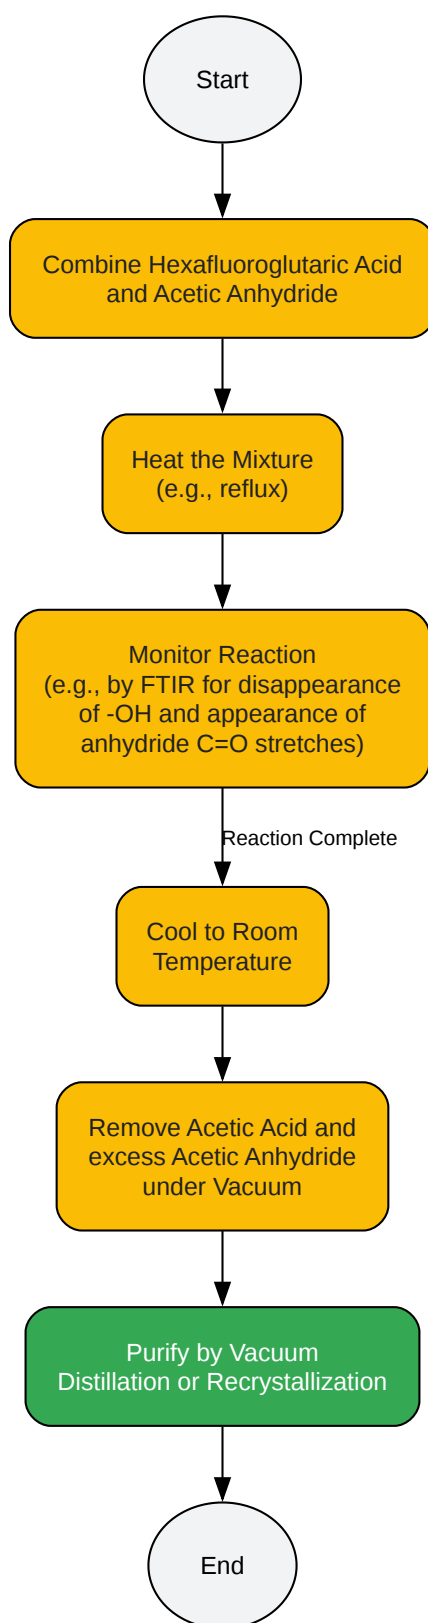 Start
Combine Hexafluoroglutaric Acid
and Acetic Anhydride
Heat the Mixture
(e.g., reflux)
Monitor Reaction
(e.g., by FTIR for disappearance
of -OH and appearance of
anhydride C=O stretches)
Reaction Complete
Cool to Room
Temperature
Remove Acetic Acid and
excess Acetic Anhydride
under Vacuum
Purify by Vacuum
Distillation or Recrystallization
End